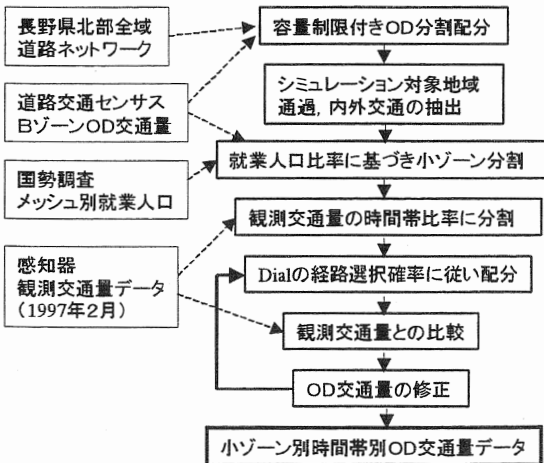 長野県北部全域
道路ネットワーク
道路交通センサス
BゾーンOD交通量
国勢調査
メッシュ別就業人口
感知器
観測交通量データ
(1997年2月)
容量制限付きOD分割配分
シミュレーション対象地域
通過, 内外交通の抽出
就業人口比率に基づき小ゾーン分割
観測交通量の時間帯比率に分割
Dialの経路選択確率に従い配分
観測交通量との比較
OD交通量の修正
小ゾーン別時間帯別OD交通量データ